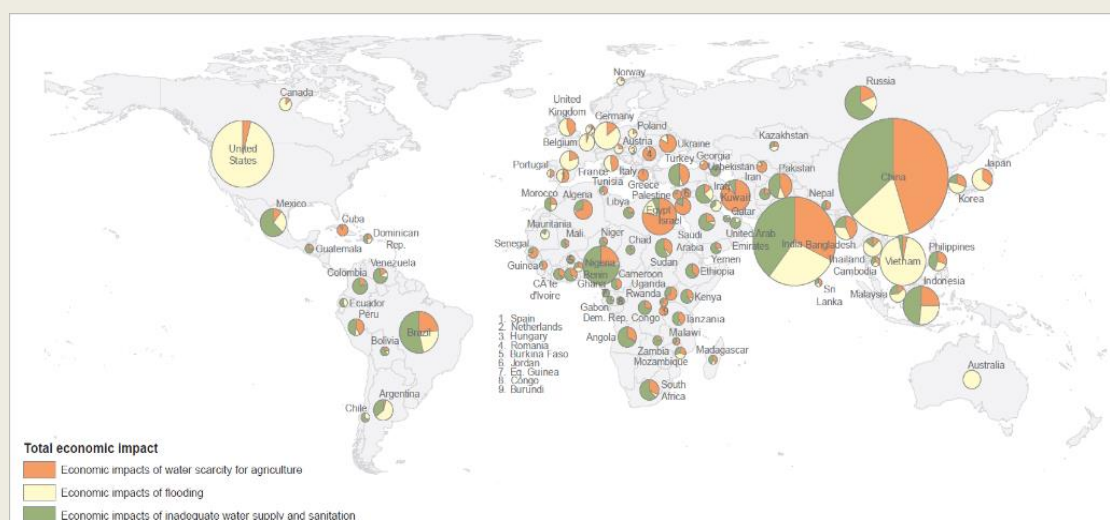 Norway
Russia
Canada
United
Kingdom
Germany
Poland
Kazakhstan
Belgium
Austria
4
Ukraine
United
States
Georgia
Uzbekistan
Turkey
Japan
Portugal
Italy
Iran
Pakistan
China
France
Greece
Tunisia
Palestine
Iraq
Kuwait
Nepal
Korea
Mexico
Morocco
Algeria
Libya
Egypt
Israel
Qatar
Cuba
Mauritania
Saudi
Arabia
United Arab
Emirates
India
Bangladesh
Dominican
Rep.
Mali
Niger
Chad
Philippines
Guatemala
Senegal
Sudan
Yemen
Thailand
Vietnam
Venezuela
Guinea
Nigeria
Cambodia
Colombia
Benin
Cameroon
Ethiopia
Sri
Lanka
Indonesia
CÃ te
d'Ivoire
Ghana
Uganda
Malaysia
Ecuador
Gabon
Rwanda
Kenya
Peru
Dem. Rep. Congo
Tanzania
Brazil
1. Spain
2. Netherlands
3. Hungary
4. Romania
5. Burkina Faso
6. Jordan
7. Eq. Guinea
8. Congo
9. Burundi
Bolivia
Angola
Malawi
Zambia
Madagascar
Mozambique
Australia
Argentina
South
Africa
Chile
Total economic impact
Economic impacts of water scarcity for agriculture
Economic impacts of flooding
Economic impacts of inadequate water supply and sanitation